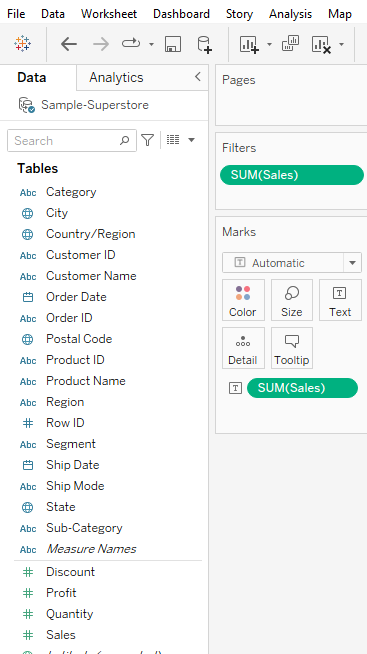 File Data Worksheet Dashboard Story Analysis Map
Data Analytics
Sample-Superstore
Search
Tables
Abc Category
City
Country/Region
Abc Customer ID
Abc Customer Name
Order Date
Abc Order ID
Postal Code
Abc Product ID
Abc Product Name
Abc Region
# Row ID
Abc Segment
Ship Date
Abc Ship Mode
State
Abc Sub-Category
Abc Measure Names
# Discount
# Profit
# Quantity
# Sales
Pages
Filters
SUM(Sales)
Marks
T Automatic
Color Size T Text
Detail Tooltip
T SUM(Sales)